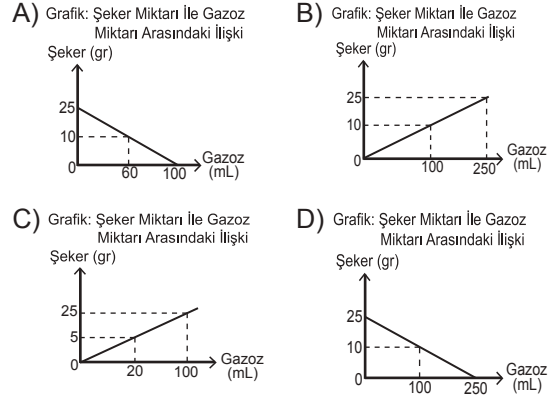 A) Grafik: Şeker Miktarı İle Gazoz
Miktarı Arasındaki İlişki
Şeker (gr)
25
10
0
60
100
Gazoz
(mL)
B) Grafik: Şeker Miktarı İle Gazoz
Miktarı Arasındaki İlişki
Şeker (gr)
25
10
0
100
250
Gazoz
(mL)
C) Grafik: Şeker Miktarı İle Gazoz
Miktarı Arasındaki İlişki
Şeker (gr)
25
5
0
20
100
Gazoz
(mL)
D) Grafik: Şeker Miktarı İle Gazoz
Miktarı Arasındaki İlişki
Şeker (gr)
25
10
0
100
250
Gazoz
(mL)